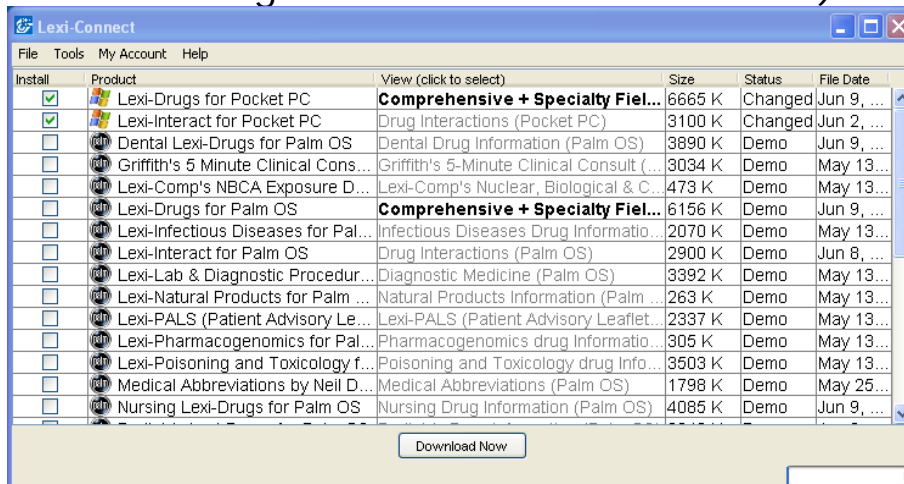 Lexi-Connect
File Tools My Account Help
Install Product View (click to select) Size Status File Date
Lexi-Drugs for Pocket PC Comprehensive + Specialty Fiel... 6665 K Changed Jun 9, ...
Lexi-Interact for Pocket PC Drug Interactions (Pocket PC) 3100 K Changed Jun 2, ...
Dental Lexi-Drugs for Palm OS Dental Drug Information (Palm OS) 3890 K Demo Jun 9, ...
Griffith's 5 Minute Clinical Cons... Griffith's 5-Minute Clinical Consult (... 3034 K Demo May 13...
Lexi-Comp's NBCA Exposure D... Lexi-Comp's Nuclear, Biological & C... 473 K Demo May 13...
Lexi-Drugs for Palm OS Comprehensive + Specialty Fiel... 6156 K Demo Jun 9, ...
Lexi-Infectious Diseases for Pal... Infectious Diseases Drug Informatio... 2070 K Demo May 13...
Lexi-Interact for Palm OS Drug Interactions (Palm OS) 2900 K Demo Jun 8, ...
Lexi-Lab & Diagnostic Procedur... Diagnostic Medicine (Palm OS) 3392 K Demo May 13...
Lexi-Natural Products for Palm ... Natural Products Information (Palm ... 263 K Demo May 13...
Lexi-PALS (Patient Advisory Le... Lexi-PALS (Patient Advisory Leaflet... 2337 K Demo May 13...
Lexi-Pharmacogenomics for Pal... Pharmacogenomics drug Informatio... 305 K Demo May 13...
Lexi-Poisoning and Toxicology f... Poisoning and Toxicology drug Info... 3503 K Demo May 13...
Medical Abbreviations by Neil D... Medical Abbreviations (Palm OS) 1798 K Demo May 25...
Nursing Lexi-Drugs for Palm OS Nursing Drug Information (Palm OS) 4085 K Demo Jun 9, ...
Download Now